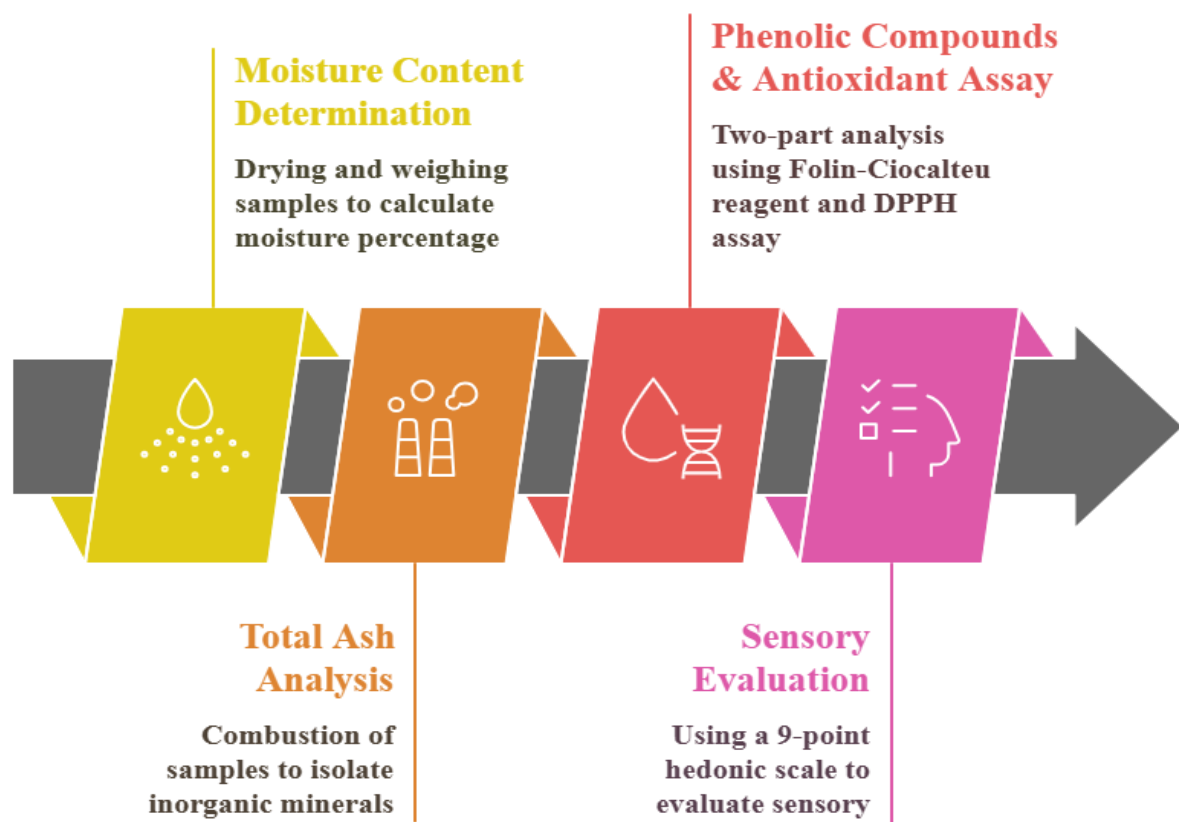 Moisture Content
Determination
Drying and weighing
samples to calculate
moisture percentage
Total Ash
Analysis
Combustion of
samples to isolate
inorganic minerals
Phenolic Compounds
& Antioxidant Assay
Two-part analysis
using Folin-Ciocalteu
reagent and DPPH
assay
Sensory
Evaluation
Using a 9-point
hedonic scale to
evaluate sensory